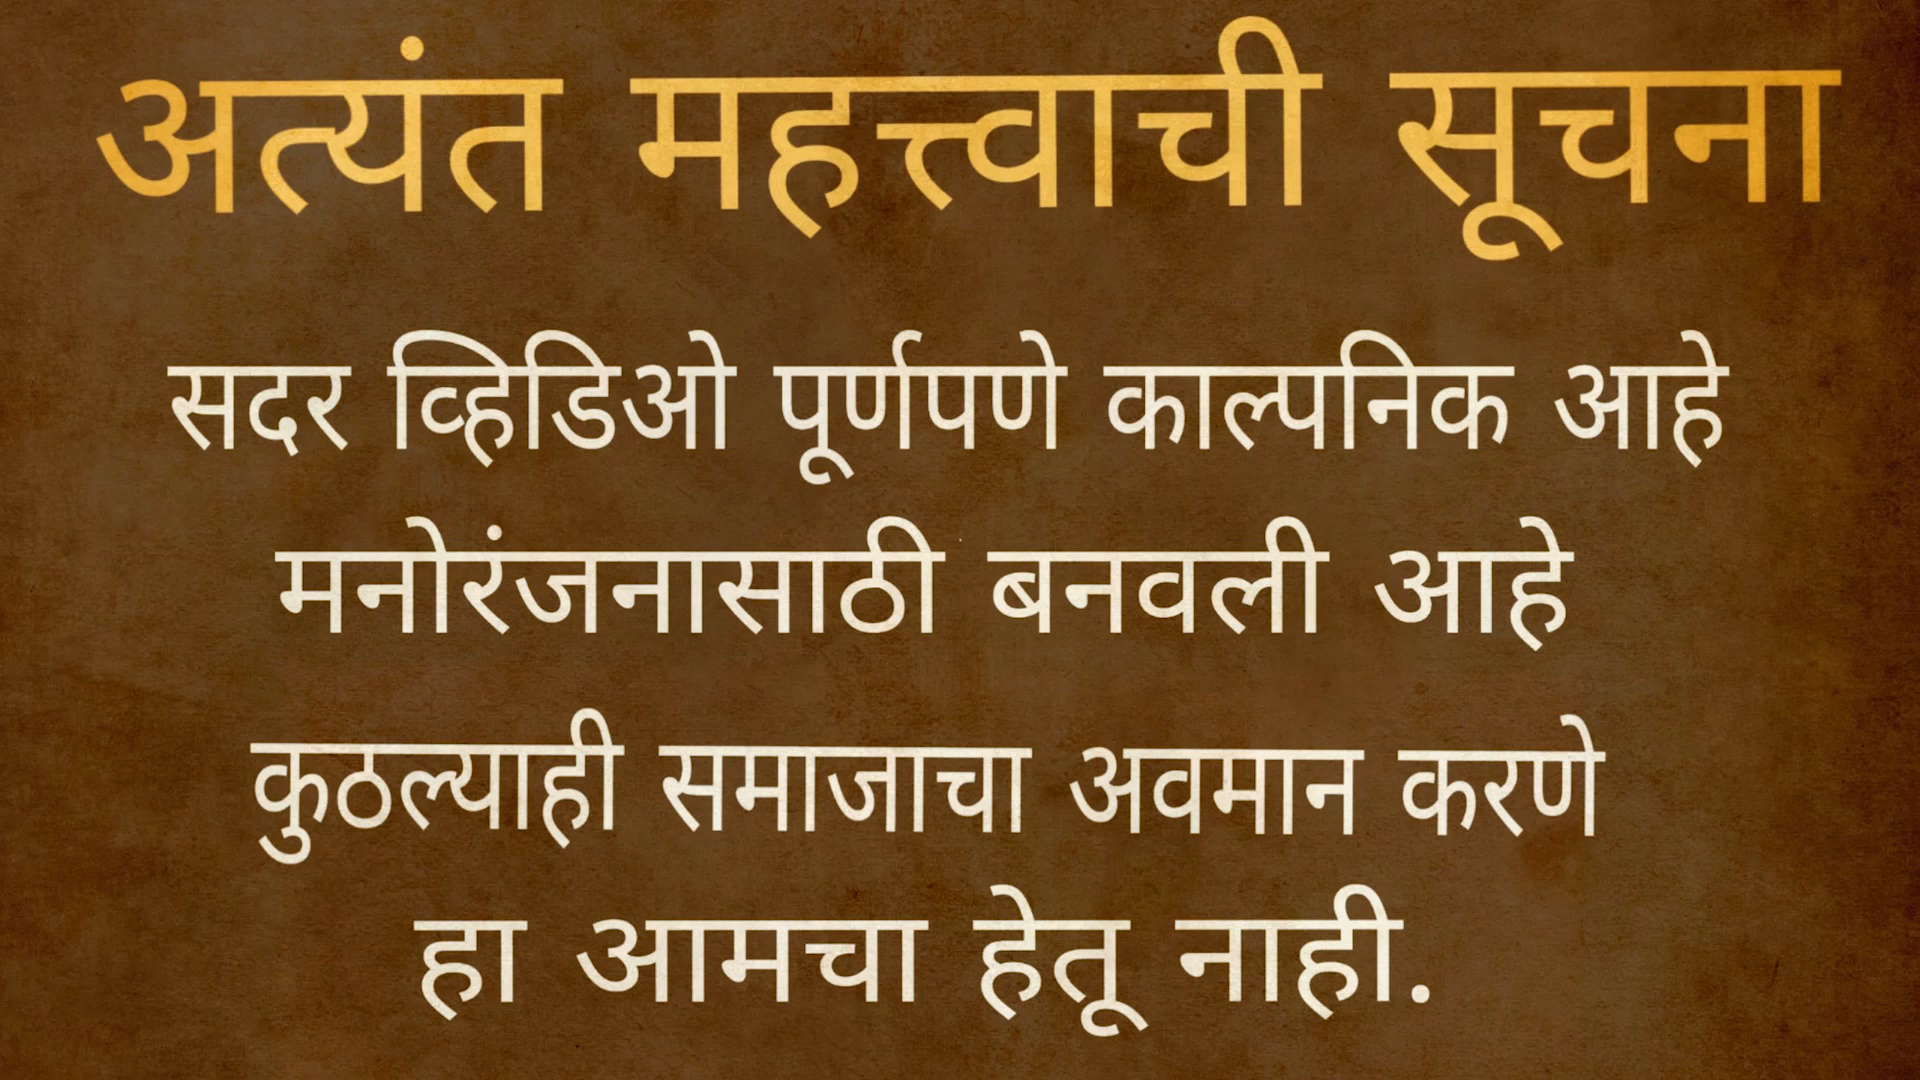 अत्यंत महत्त्वाची सूचना
सदर व्हिडिओ पूर्णपणे काल्पनिक आहे
मनोरंजनासाठी बनवली आहे
कुठल्याही समाजाचा अवमान करणे
हा आमचा हेतू नाही.